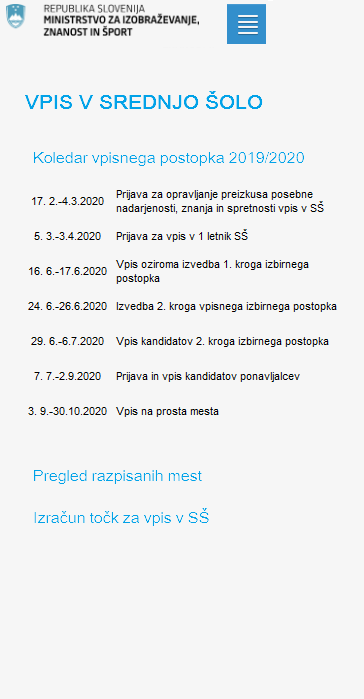 REPUBLIKA SLOVENIJA
MINISTRSTVO ZA IZOBRAŽEVANJE,
ZNANOST IN ŠPORT
VPIS V SREDNJO ŠOLO
Koledar vpisnega postopka 2019/2020
17. 2.-4.3.2020 Prijava za opravljanje preizkusa posebne
nadarjenosti, znanja in spretnosti vpis v SŠ
5. 3.-3.4.2020 Prijava za vpis v 1 letnik SŠ
16. 6.-17.6.2020 Vpis oziroma izvedba 1. kroga izbirnega
postopka
24. 6.-26.6.2020 Izvedba 2. kroga vpisnega izbirnega postopka
29. 6.-6.7.2020 Vpis kandidatov 2. kroga izbirnega postopka
7. 7.-2.9.2020 Prijava in vpis kandidatov ponavljalcev
3. 9.-30.10.2020 Vpis na prosta mesta
Pregled razpisanih mest
Izračun točk za vpis v SŠ